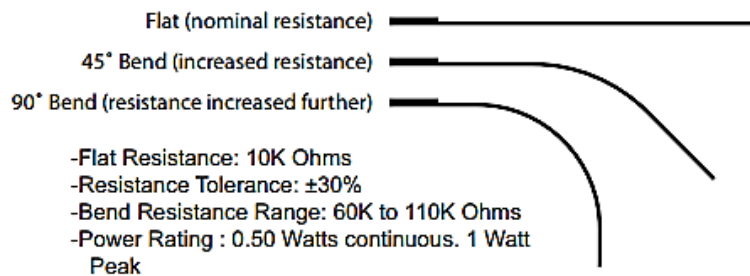 Flat (nominal resistance)
45° Bend (increased resistance)
90° Bend (resistance increased further)
-Flat Resistance: 10K Ohms
-Resistance Tolerance: ±30%
-Bend Resistance Range: 60K to 110K Ohms
-Power Rating : 0.50 Watts continuous. 1 Watt
Peak